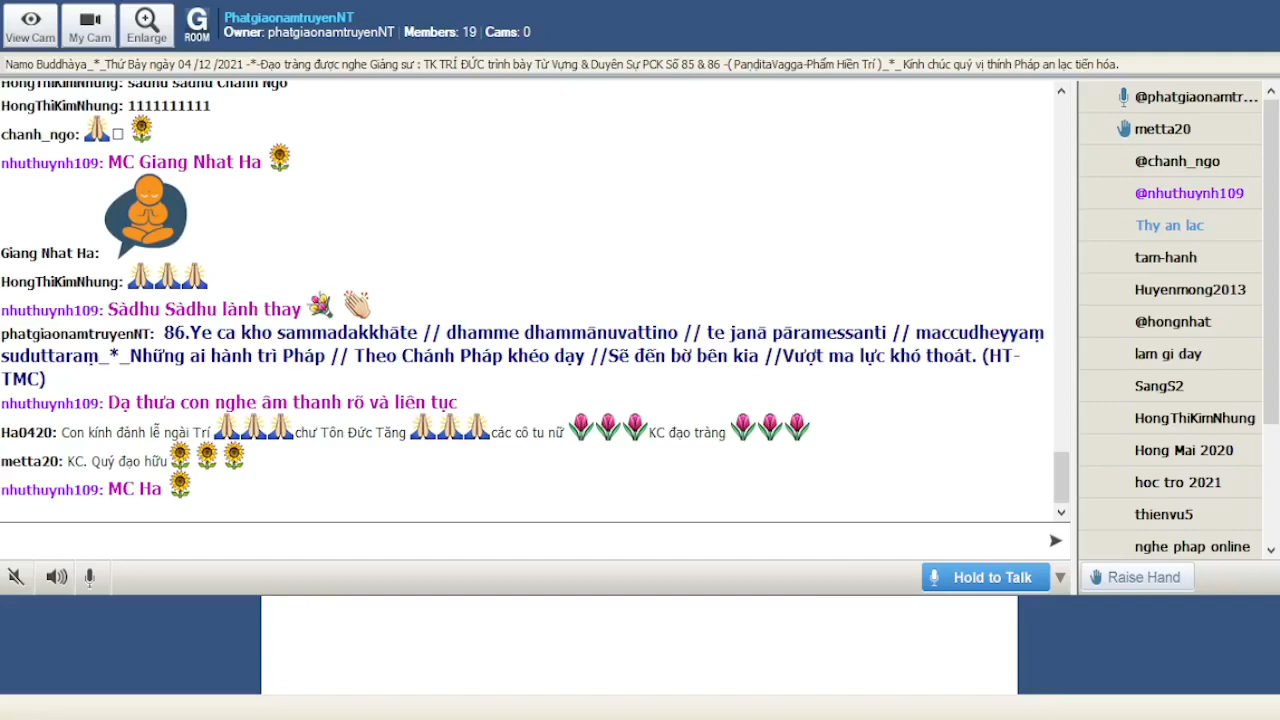 View Cam
My Cam
Enlarge
G
ROOM
PhatgiaonamtruyenNT
Owner: phatgiaonamtruyenNT | Members: 19 | Cams: 0
Namo Buddhàya_*_Thứ Bảy ngày 04 /12 /2021 -*-Đạo tràng được nghe Giảng sư : TK TRÍ ĐỨC trình bày Từ Vựng & Duyên Sự PCK Số 85 & 86 -( PaṇḍitaVagga-Phẩm Hiền Trí )_*_ Kính chúc quý vị thính Pháp an lạc tiến hóa.
HongThiKimNhung: sadhu sadhu Chanh Ngo
HongThiKimNhung: 1111111111
chanh_ngo:
nhuthuynh109: MC Giang Nhat Ha
Giang Nhat Ha:
HongThiKimNhung:
nhuthuynh109: Sàdhu Sàdhu lành thay
phatgiaonamtruyenNT: 86.Ye ca kho sammadakkhāte // dhamme dhammānuvattino // te janā pāramessanti // maccudheyyaṃ
suduttaraṃ_*_Những ai hành trì Pháp // Theo Chánh Pháp khéo dạy //Sẽ đến bờ bên kia //Vượt ma lực khó thoát. (HT-
TMC)
nhuthuynh109: Dạ thưa con nghe âm thanh rõ và liên tục
Ha0420: Con kính đảnh lễ ngài Trí chư Tôn Đức Tăng các cô tu nữ KC đạo tràng
metta20: KC. Quý đạo hữu
nhuthuynh109: MC Ha
Hold to Talk
@phatgiaonamtr...
metta20
@chanh_ngo
@nhuthuynh109
Thy an lac
tam-hanh
Huyenmong2013
@hongnhat
lam gi day
SangS2
HongThiKimNhung
Hong Mai 2020
hoc tro 2021
thienvu5
nghe phap online
Raise Hand